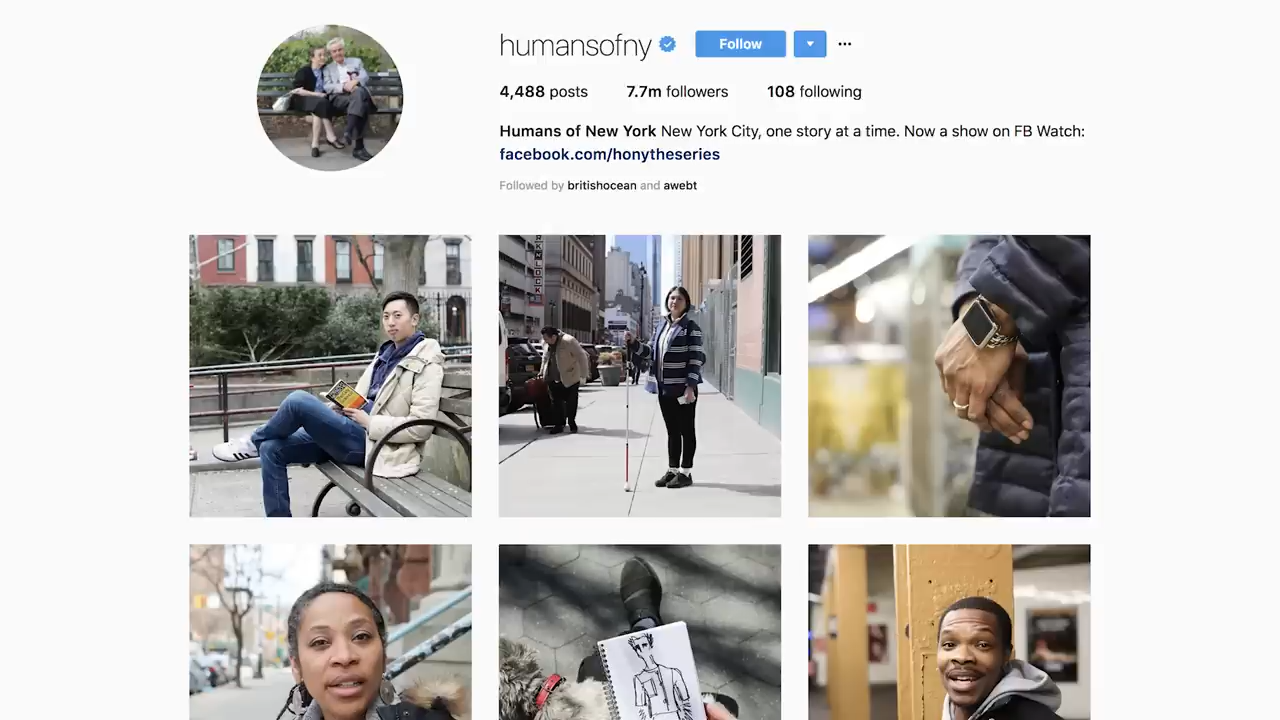 humansofny Follow ...
4,488 posts 7.7m followers 108 following
Humans of New York New York City, one story at a time. Now a show on FB Watch:
facebook.com/honytheseries
Followed by britishocean and awebt